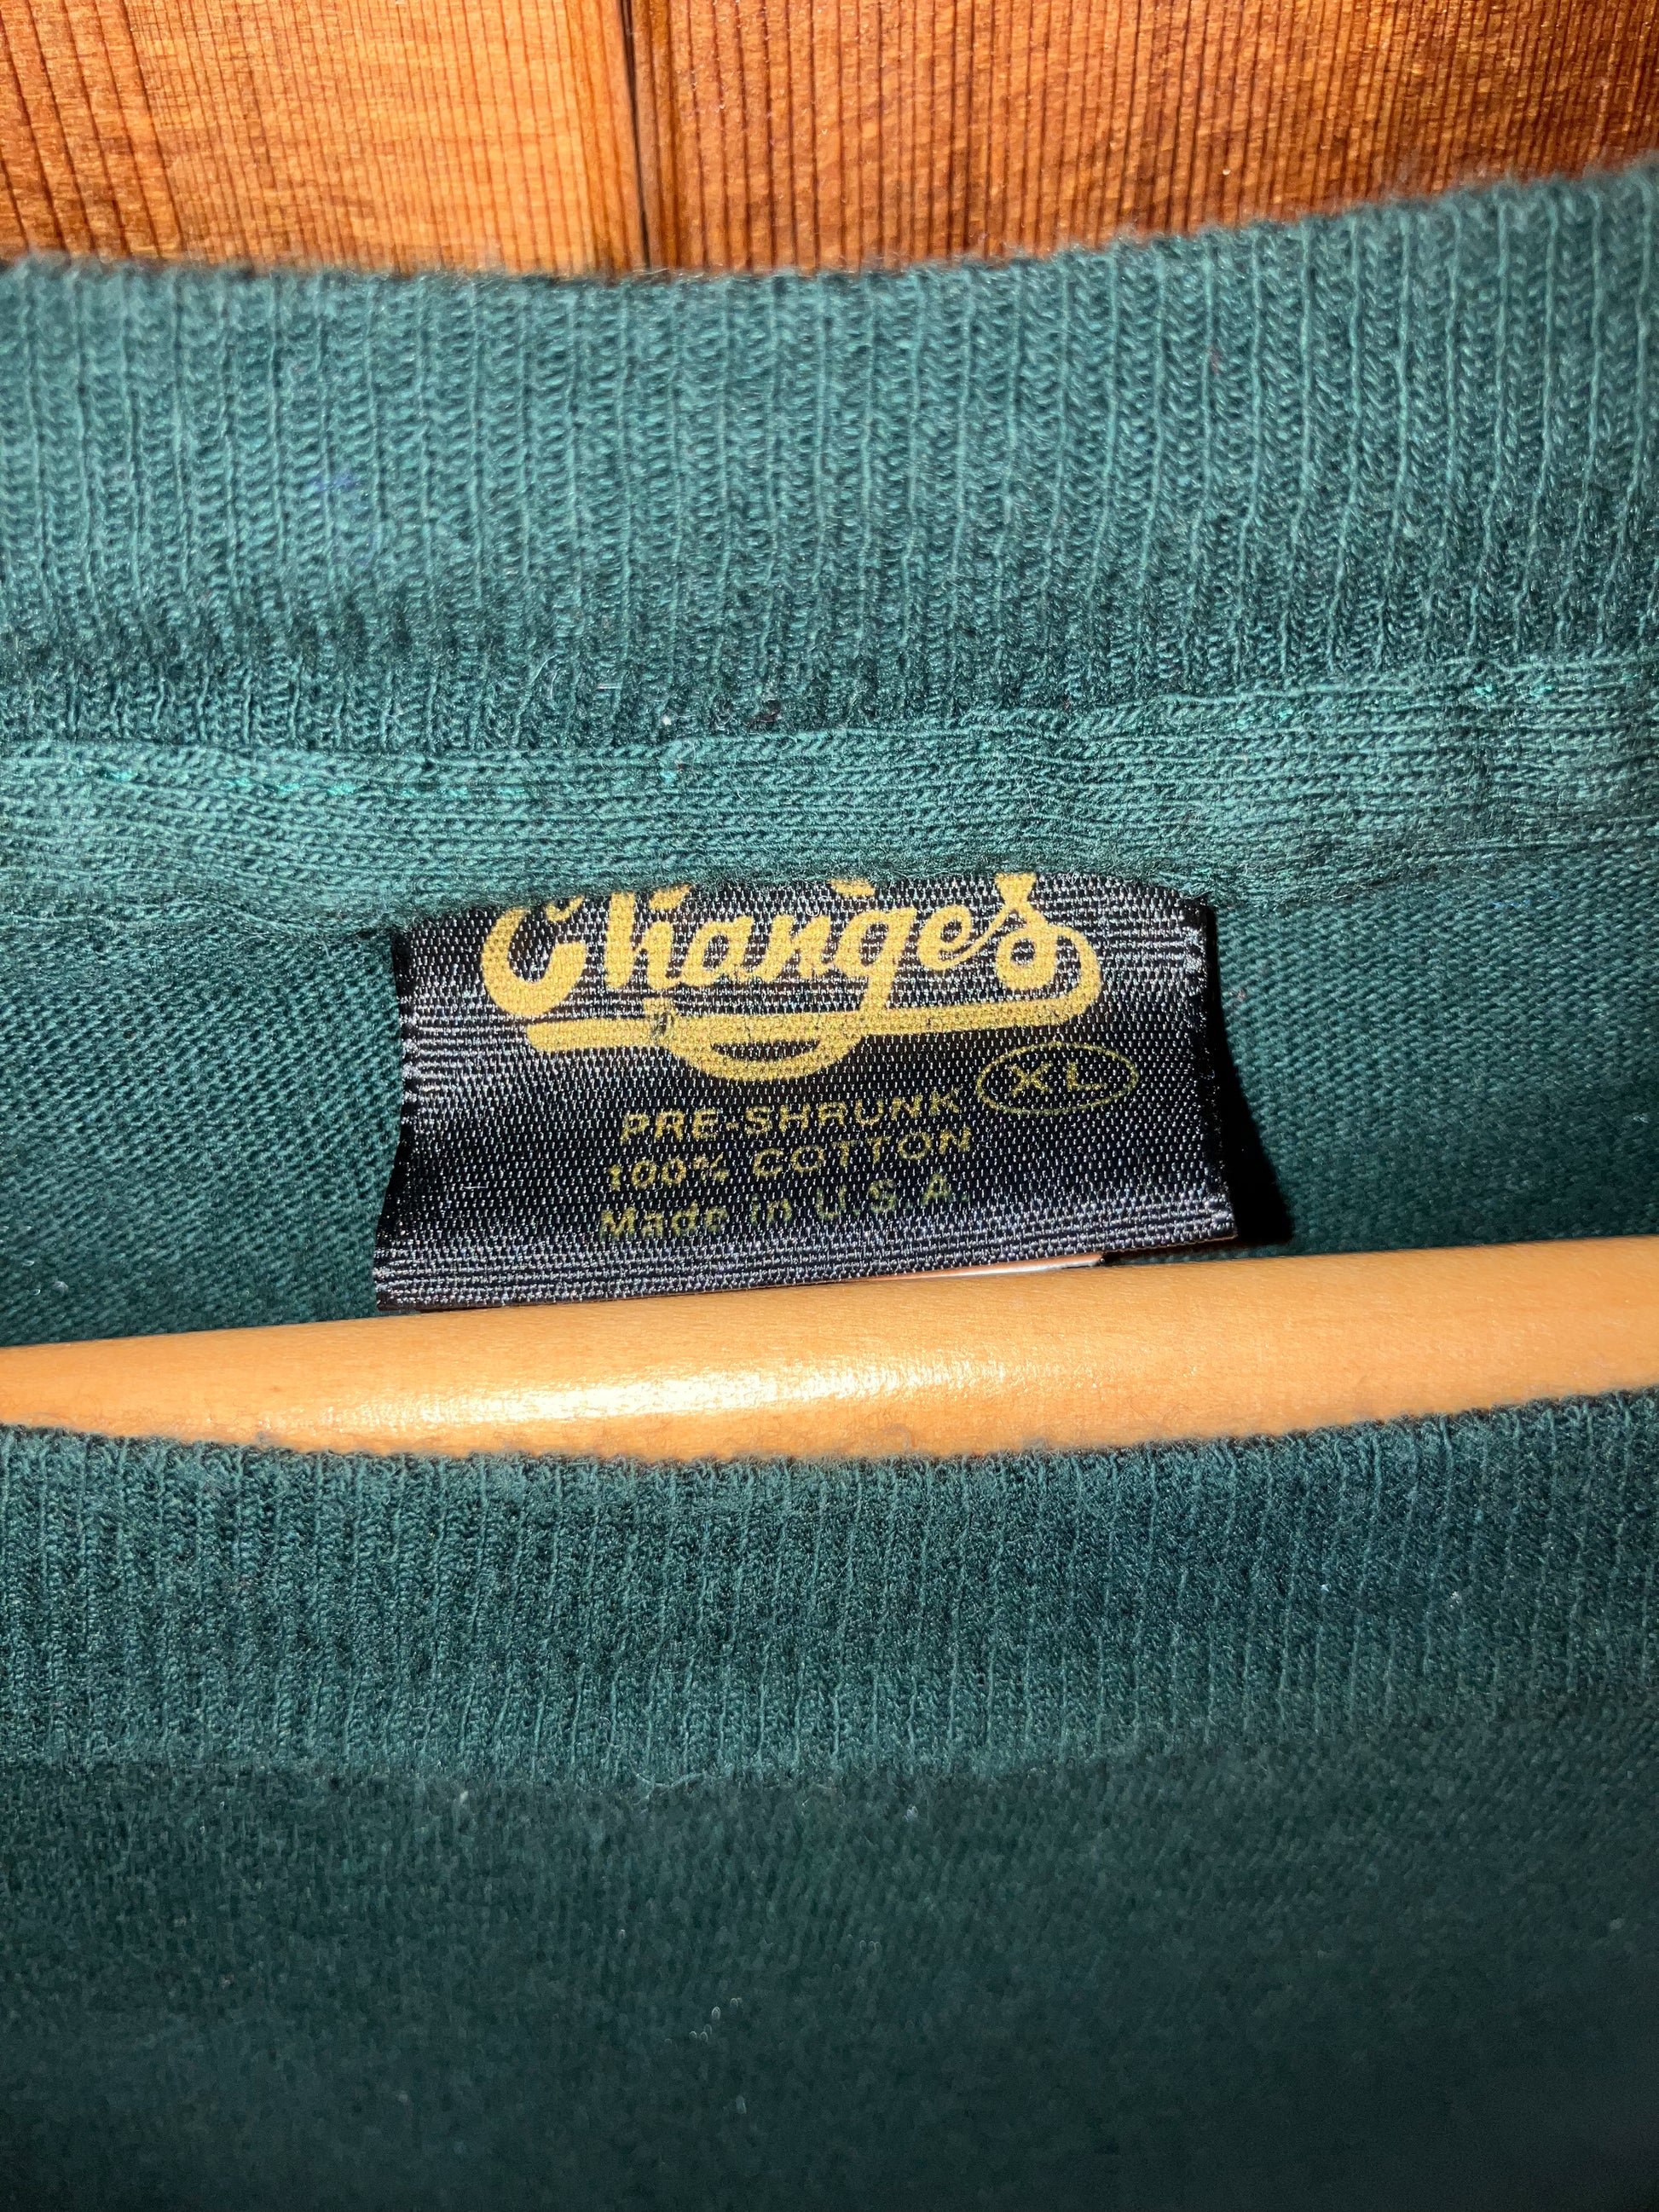 Changes
XL
PRE-SHRUNK
100% COTTON
Made in U.S.A.